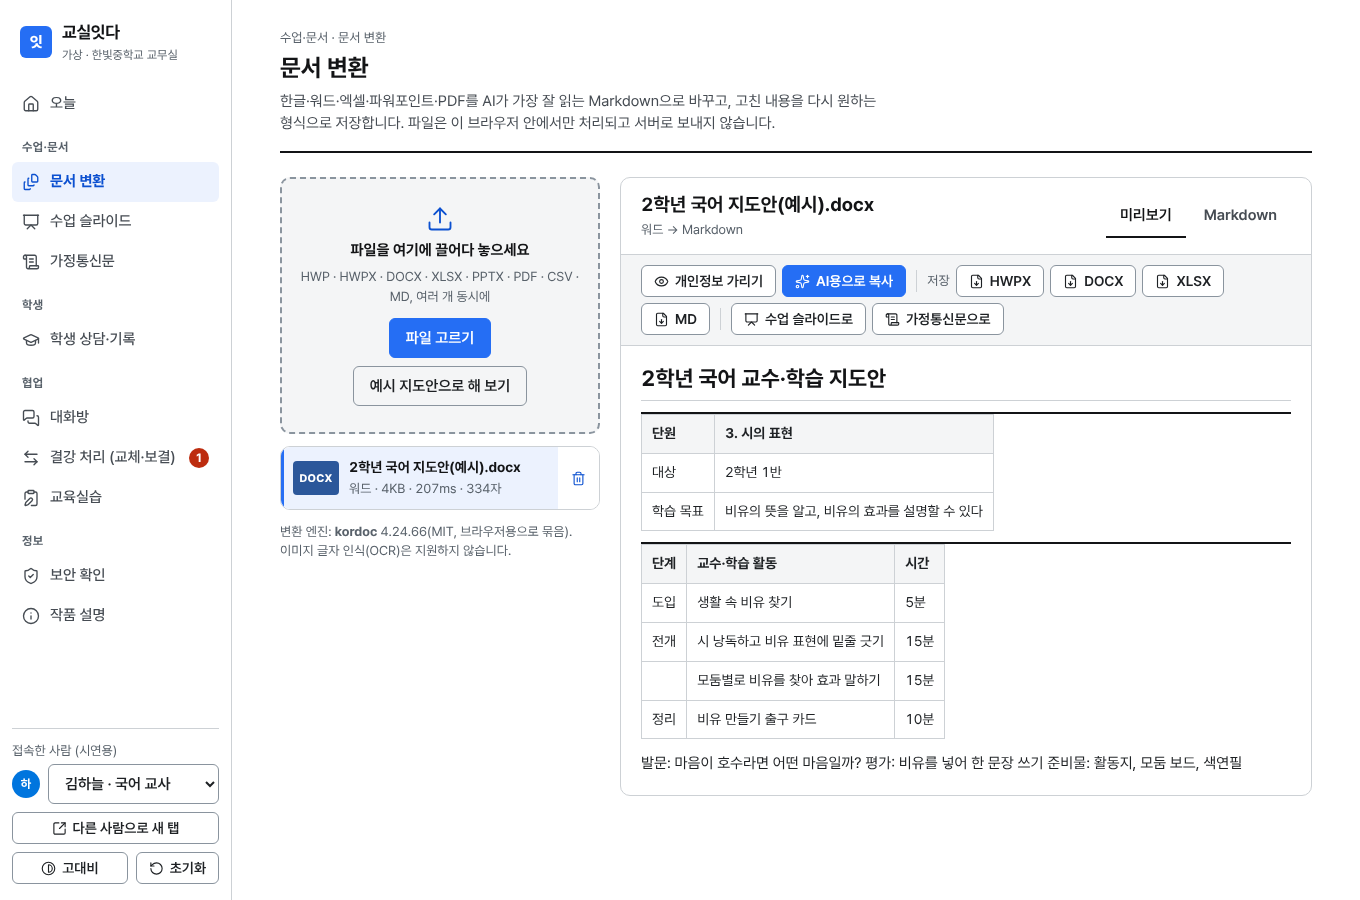 잇
교실잇다
가상 · 한빛중학교 교무실
오늘
수업·문서
문서 변환
수업 슬라이드
가정통신문
학생
학생 상담·기록
협업
대화방
결강 처리 (교체·보결)
1
교육실습
정보
보안 확인
작품 설명
접속한 사람 (시연용)
하
김하늘 · 국어 교사
다른 사람으로 새 탭
고대비
초기화
수업·문서 · 문서 변환
문서 변환
한글·워드·엑셀·파워포인트·PDF를 AI가 가장 잘 읽는 Markdown으로 바꾸고, 고친 내용을 다시 원하는
형식으로 저장합니다. 파일은 이 브라우저 안에서만 처리되고 서버로 보내지 않습니다.
파일을 여기에 끌어다 놓으세요
HWP · HWPX · DOCX · XLSX · PPTX · PDF · CSV ·
MD, 여러 개 동시에
파일 고르기
예시 지도안으로 해 보기
DOCX
2학년 국어 지도안(예시).docx
워드 · 4KB · 207ms · 334자
변환 엔진: kordoc 4.24.66(MIT, 브라우저용으로 묶음).
이미지 글자 인식(OCR)은 지원하지 않습니다.
2학년 국어 지도안(예시).docx
워드 → Markdown
미리보기
Markdown
개인정보 가리기
AI용으로 복사
저장
HWPX
DOCX
XLSX
MD
수업 슬라이드로
가정통신문으로
2학년 국어 교수·학습 지도안
단원 3. 시의 표현
대상 2학년 1반
학습 목표 비유의 뜻을 알고, 비유의 효과를 설명할 수 있다
단계 교수·학습 활동 시간
도입 생활 속 비유 찾기 5분
전개 시 낭독하고 비유 표현에 밑줄 긋기 15분
모둠별로 비유를 찾아 효과 말하기 15분
정리 비유 만들기 출구 카드 10분
발문: 마음이 호수라면 어떤 마음일까? 평가: 비유를 넣어 한 문장 쓰기 준비물: 활동지, 모둠 보드, 색연필